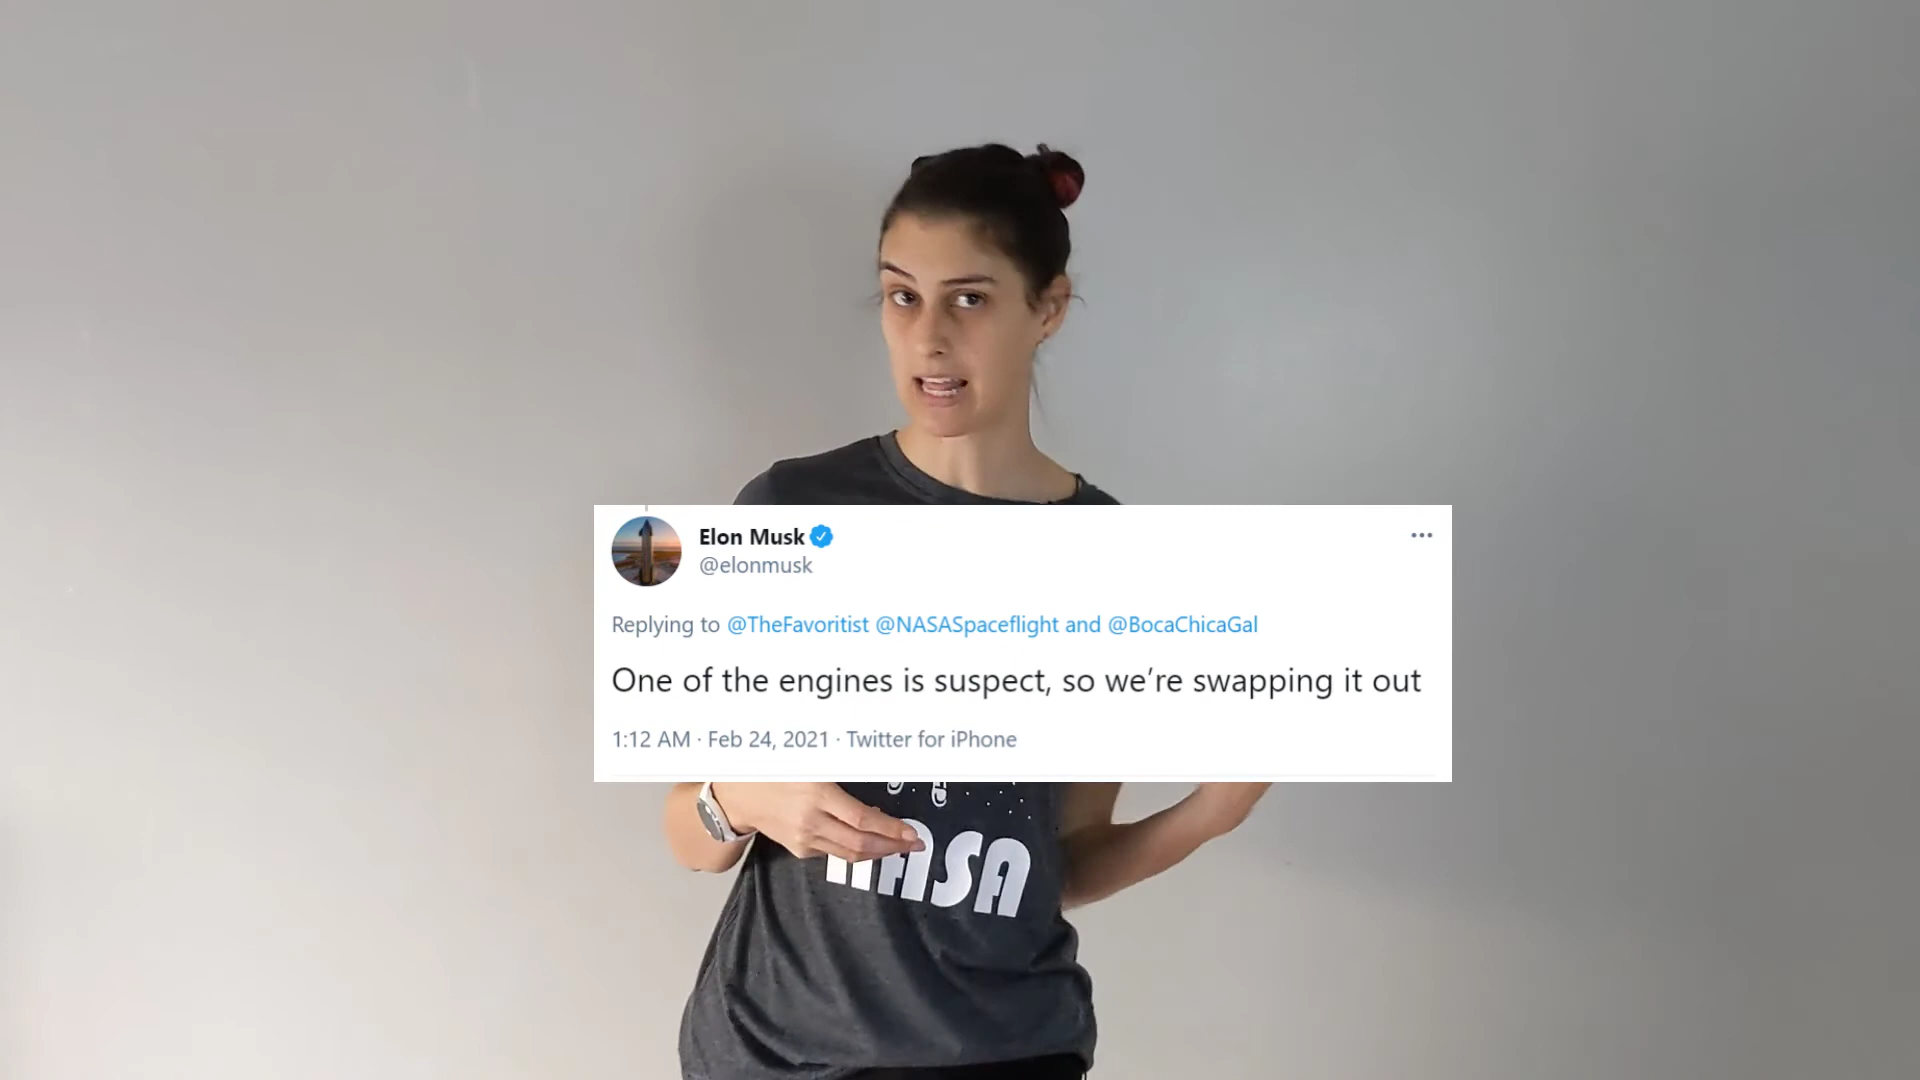 Elon Musk
@elonmusk
Replying to @TheFavoritist @NASASpaceflight and @BocaChicaGal
One of the engines is suspect, so we’re swapping it out
1:12 AM · Feb 24, 2021 · Twitter for iPhone
NASA